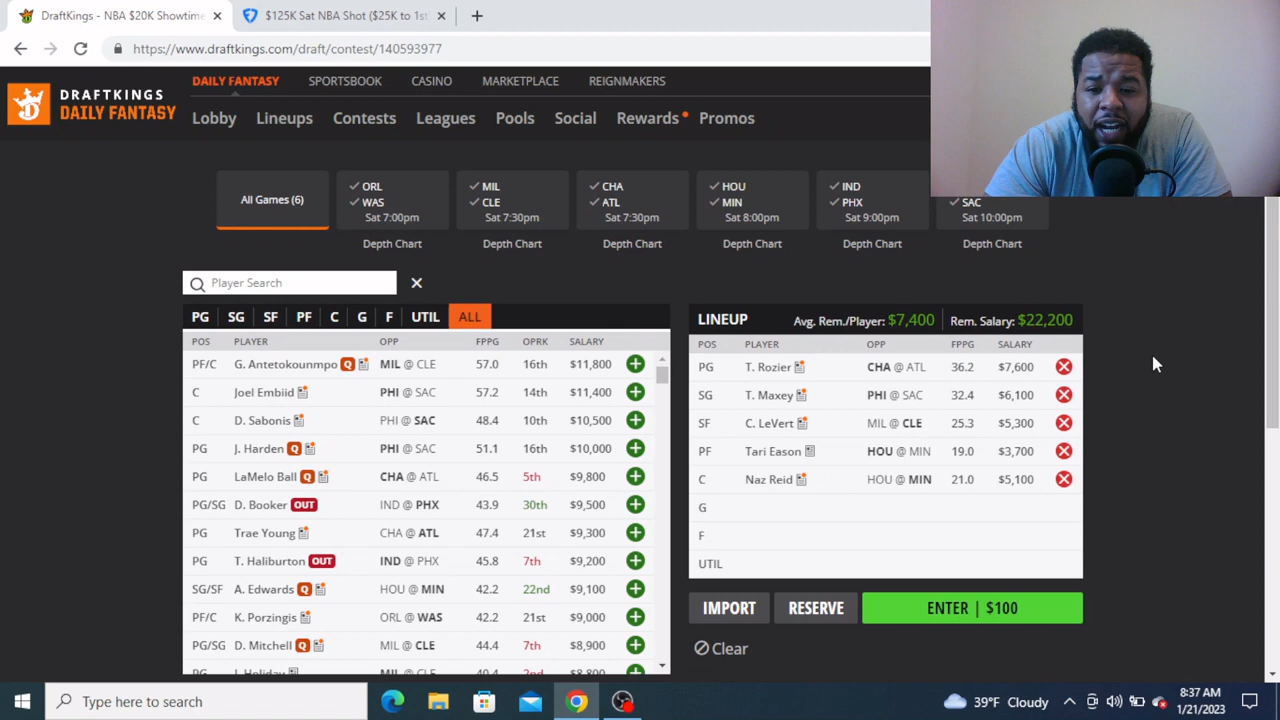 DraftKings - NBA $20K Showtime
$125K Sat NBA Shot ($25K to 1st
https://www.draftkings.com/draft/contest/140593977
DRAFTKINGS
DAILY FANTASY
DAILY FANTASY SPORTSBOOK CASINO MARKETPLACE REIGNMAKERS
Lobby Lineups Contests Leagues Pools Social Rewards Promos
All Games (6)
ORL
WAS
Sat 7:00pm
Depth Chart
MIL
CLE
Sat 7:30pm
Depth Chart
CHA
ATL
Sat 7:30pm
Depth Chart
HOU
MIN
Sat 8:00pm
Depth Chart
IND
PHX
Sat 9:00pm
Depth Chart
SAC
Sat 10:00pm
Depth Chart
Player Search
PG SG SF PF C G F UTIL ALL
POS PLAYER OPP FPPG OPRK SALARY
PF/C G. Antetokounmpo Q MIL @ CLE 57.0 16th $11,800
C Joel Embiid PHI @ SAC 57.2 14th $11,400
C D. Sabonis PHI @ SAC 48.4 10th $10,500
PG J. Harden Q PHI @ SAC 51.1 16th $10,000
PG LaMelo Ball Q CHA @ ATL 46.5 5th $9,800
PG/SG D. Booker OUT IND @ PHX 43.9 30th $9,500
PG Trae Young CHA @ ATL 47.4 21st $9,300
PG T. Haliburton OUT IND @ PHX 45.8 7th $9,200
SG/SF A. Edwards Q HOU @ MIN 42.2 22nd $9,100
PF/C K. Porzingis ORL @ WAS 42.2 21st $9,000
PG/SG D. Mitchell Q MIL @ CLE 44.4 7th $8,900
PG J. Holiday MIL @ CLE 40.4 2nd $8,800
LINEUP Avg. Rem./Player: $7,400 Rem. Salary: $22,200
POS PLAYER OPP FPPG SALARY
PG T. Rozier CHA @ ATL 36.2 $7,600
SG T. Maxey PHI @ SAC 32.4 $6,100
SF C. LeVert MIL @ CLE 25.3 $5,300
PF Tari Eason HOU @ MIN 19.0 $3,700
C Naz Reid HOU @ MIN 21.0 $5,100
G
F
UTIL
IMPORT RESERVE ENTER | $100
Clear
Type here to search
39°F Cloudy
8:37 AM
1/21/2023